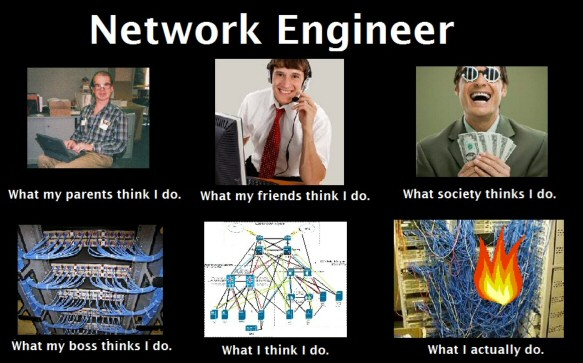 Network Engineer
What my parents think I do.
What my friends think I do.
What society thinks I do.
What my boss thinks I do.
What I think I do.
What I actually do.